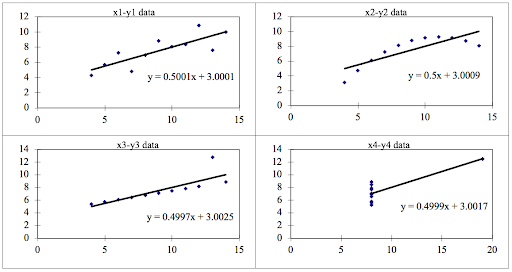 x1-y1 data
12
10
8
6
4
2
0
y = 0.5001x + 3.0001
0 5 10 15
x2-y2 data
12
10
8
6
4
2
0
y = 0.5x + 3.0009
0 5 10 15
x3-y3 data
14
12
10
8
6
4
2
0
y = 0.4997x + 3.0025
0 5 10 15
x4-y4 data
14
12
10
8
6
4
2
0
y = 0.4999x + 3.0017
0 5 10 15 20